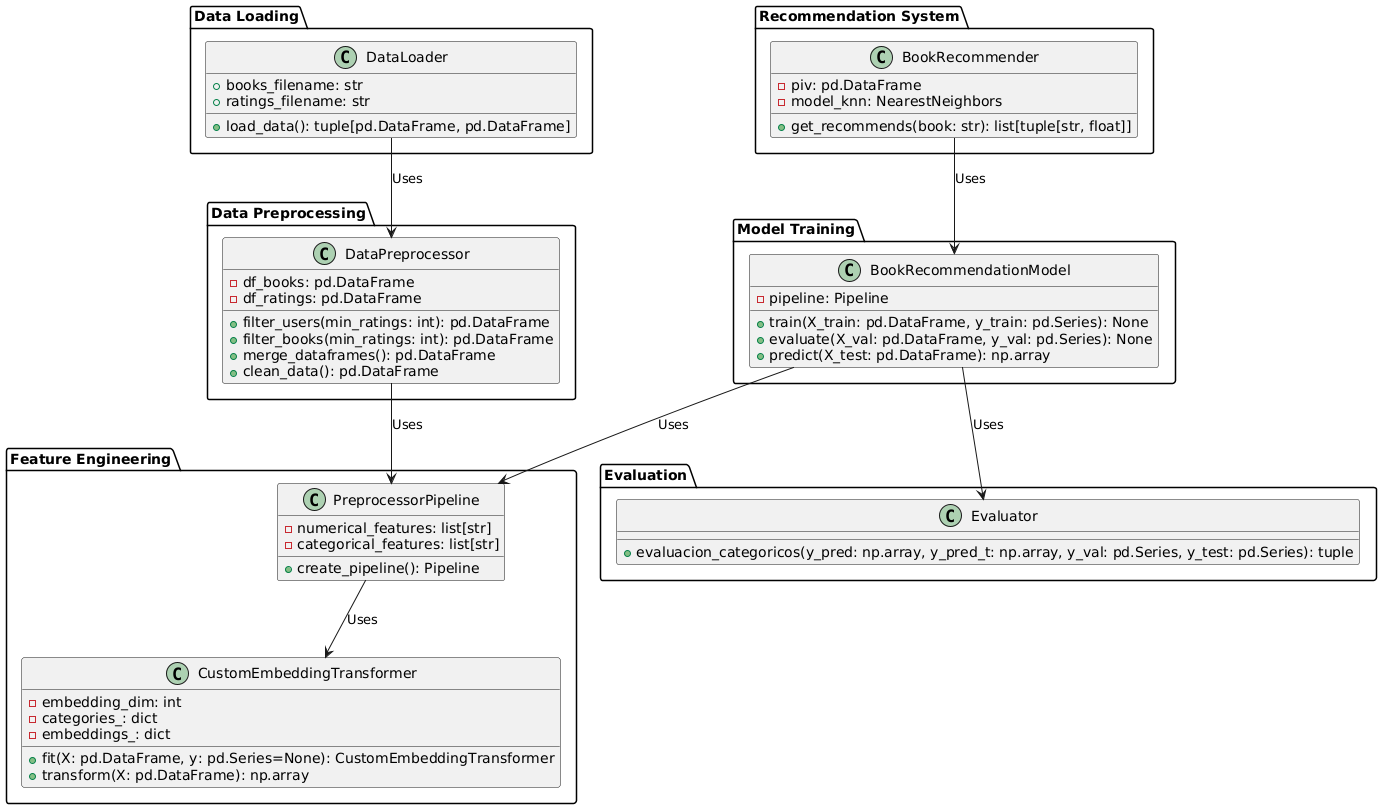 Data Loading
C DataLoader
books_filename: str
ratings_filename: str
load_data(): tuple[pd.DataFrame, pd.DataFrame]
Recommendation System
C BookRecommender
piv: pd.DataFrame
model_knn: NearestNeighbors
get_recommends(book: str): list[tuple[str, float]]
Uses
Uses
Data Preprocessing
C DataPreprocessor
df_books: pd.DataFrame
df_ratings: pd.DataFrame
filter_users(min_ratings: int): pd.DataFrame
filter_books(min_ratings: int): pd.DataFrame
merge_dataframes(): pd.DataFrame
clean_data(): pd.DataFrame
Model Training
C BookRecommendationModel
pipeline: Pipeline
train(X_train: pd.DataFrame, y_train: pd.Series): None
evaluate(X_val: pd.DataFrame, y_val: pd.Series): None
predict(X_test: pd.DataFrame): np.array
Uses
Uses
Uses
Feature Engineering
C PreprocessorPipeline
numerical_features: list[str]
categorical_features: list[str]
create_pipeline(): Pipeline
Evaluation
C Evaluator
evaluacion_categoricos(y_pred: np.array, y_pred_t: np.array, y_val: pd.Series, y_test: pd.Series): tuple
Uses
C CustomEmbeddingTransformer
embedding_dim: int
categories_: dict
embeddings_: dict
fit(X: pd.DataFrame, y: pd.Series=None): CustomEmbeddingTransformer
transform(X: pd.DataFrame): np.array